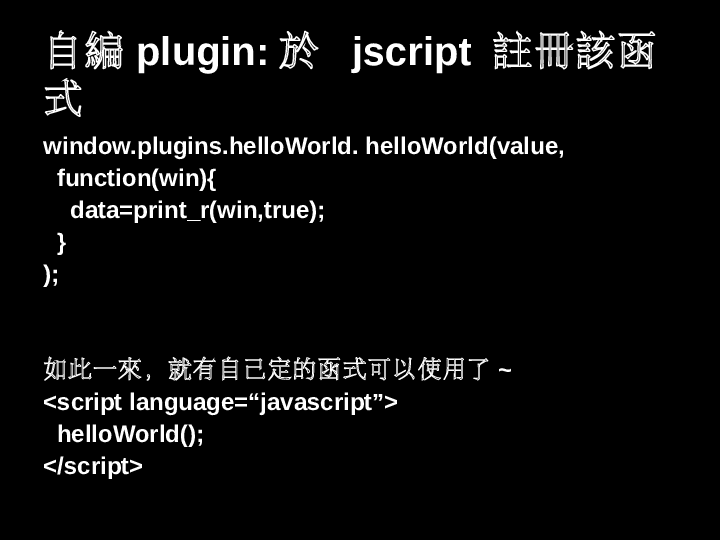 自編 plugin: 於 jscript 註冊該函
式
window.plugins.helloWorld. helloWorld(value,
function(win){
data=print_r(win,true);
}
);
如此一來，就有自己定的函式可以使用了 ~
<script language=“javascript”>
helloWorld();
</script>